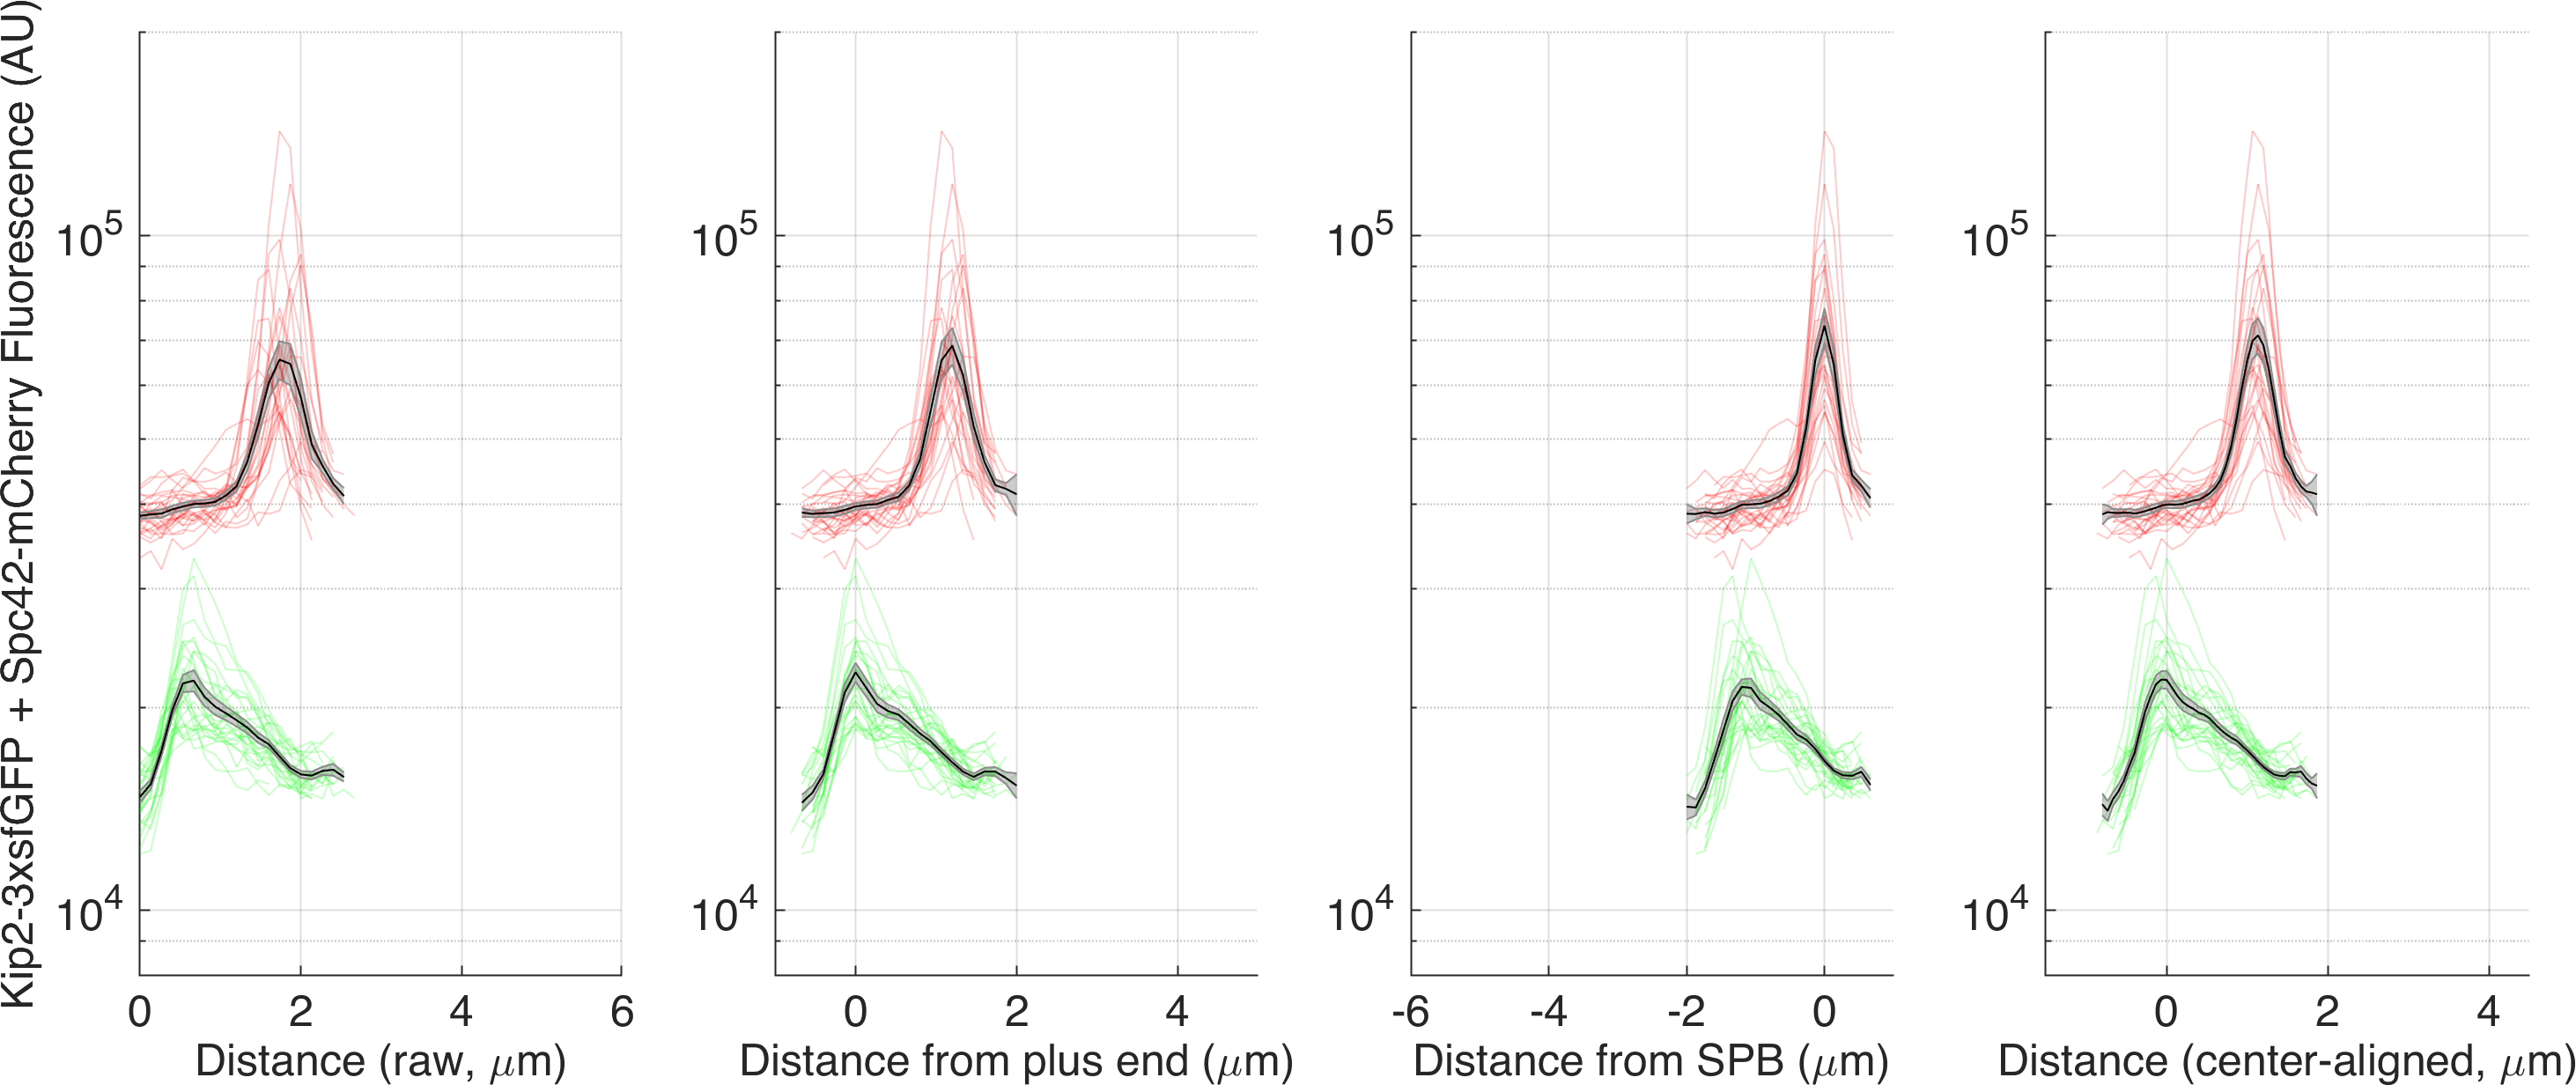 Kip2-3xsfGFP + Spc42-mCherry Fluorescence (AU)
10^5
10^4
0 2 4 6
Distance (raw, μm)
10^5
10^4
0 2 4
Distance from plus end (μm)
10^5
10^4
-6 -4 -2 0
Distance from SPB (μm)
10^5
10^4
0 2 4
Distance (center-aligned, μm)